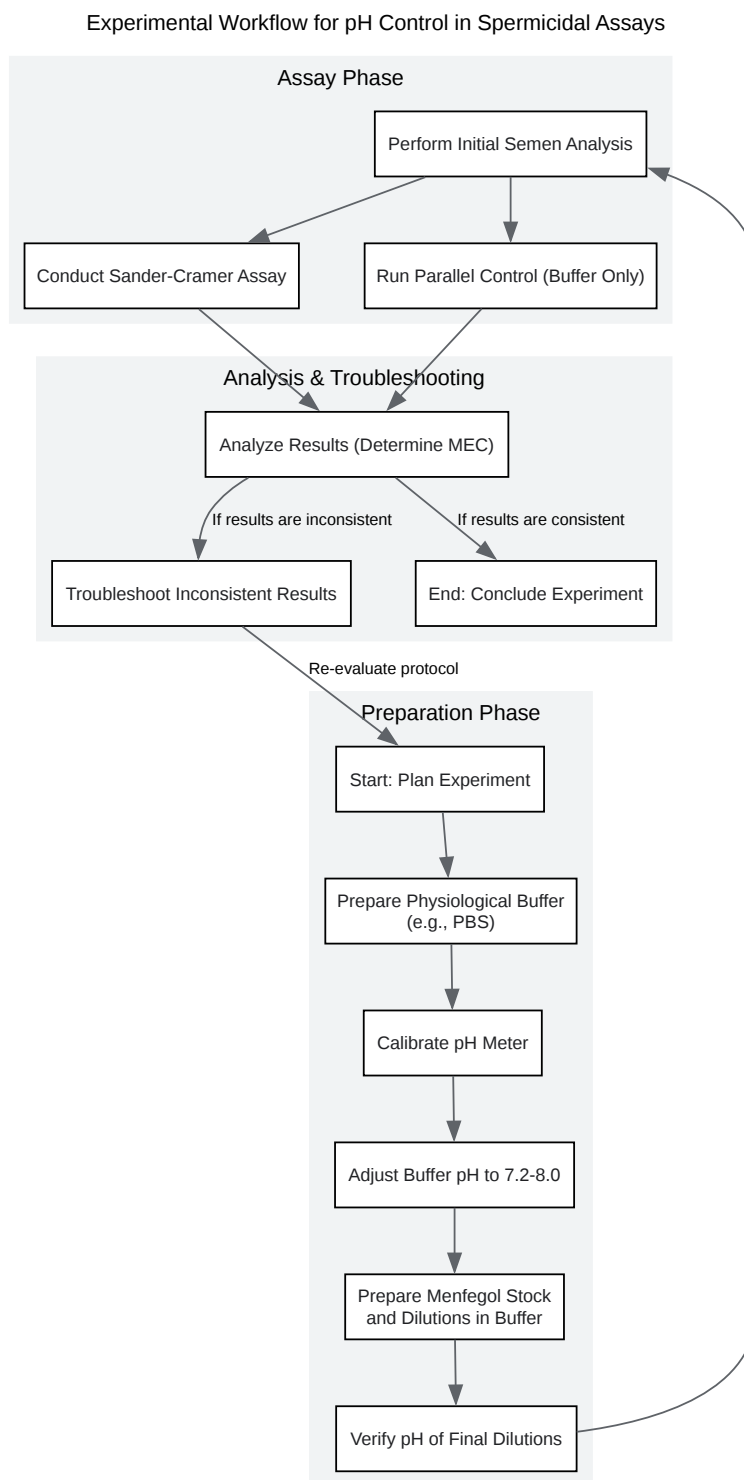 Experimental Workflow for pH Control in Spermicidal Assays
Assay Phase
Perform Initial Semen Analysis
Conduct Sander-Cramer Assay
Run Parallel Control (Buffer Only)
Analysis & Troubleshooting
Analyze Results (Determine MEC)
If results are inconsistent
If results are consistent
Troubleshoot Inconsistent Results
End: Conclude Experiment
Re-evaluate protocol
Preparation Phase
Start: Plan Experiment
Prepare Physiological Buffer
(e.g., PBS)
Calibrate pH Meter
Adjust Buffer pH to 7.2-8.0
Prepare Menfegol Stock
and Dilutions in Buffer
Verify pH of Final Dilutions